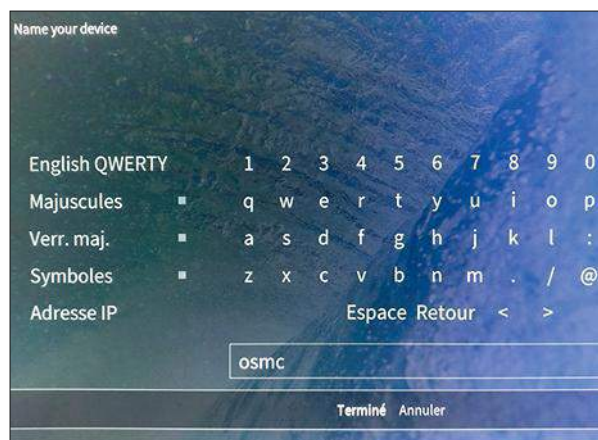 Name your device
English QWERTY 1 2 3 4 5 6 7 8 9 0
Majuscules q w e r t y u i o p
Verr. maj. a s d f g h j k l :
Symboles z x c v b n m . / @
Adresse IP Espace Retour < >
osmc
Terminé Annuler